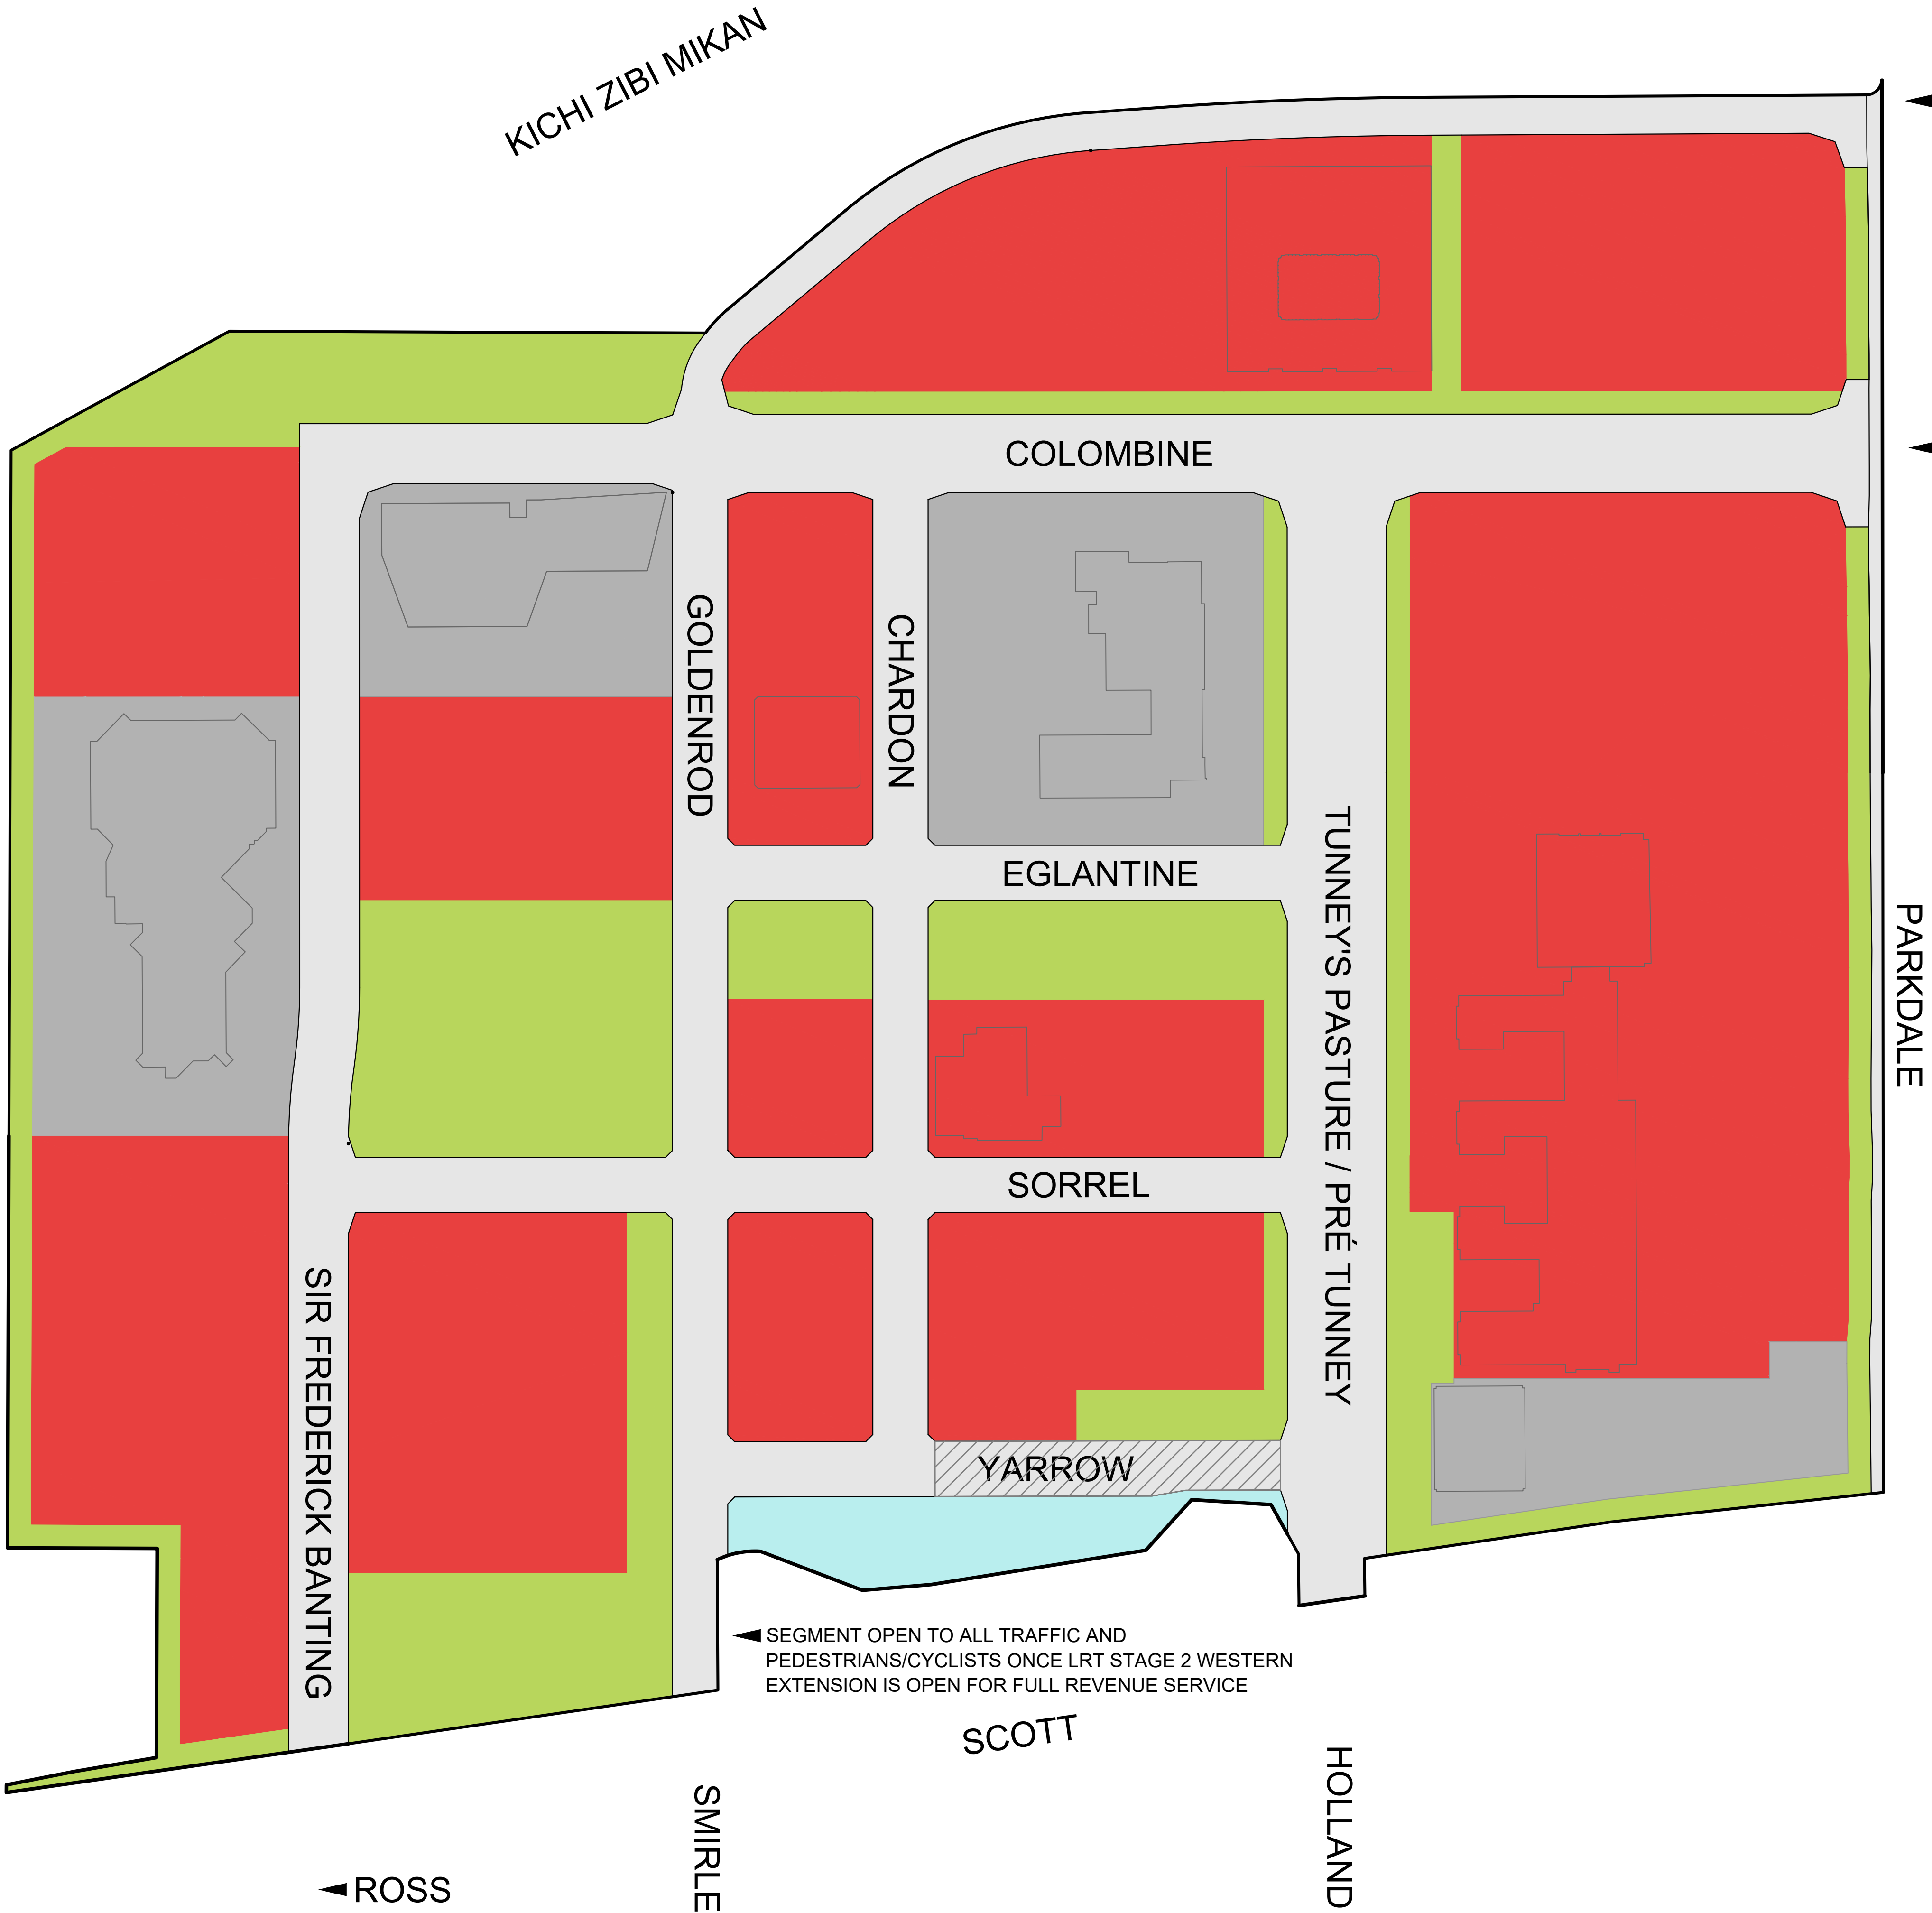 KICHI ZIBI MIKAN
COLOMBINE
GOLDENROD
CHARDON
EGLANTINE
TUNNEY'S PASTURE / PRÉ TUNNEY
PARKDALE
SORREL
SIR FREDERICK BANTING
YARROW
SEGMENT OPEN TO ALL TRAFFIC AND
PEDESTRIANS/CYCLISTS ONCE LRT STAGE 2 WESTERN
EXTENSION IS OPEN FOR FULL REVENUE SERVICE
SCOTT
HOLLAND
SMIRLE
ROSS